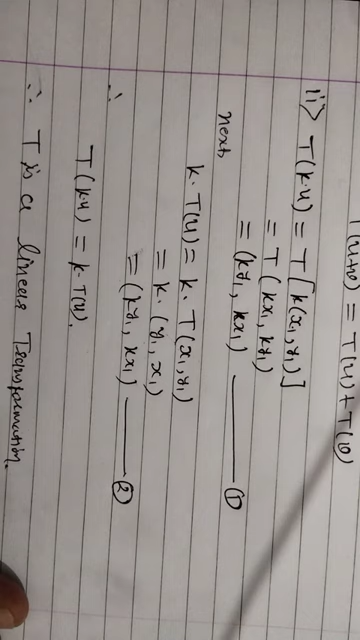 T(u+v) = T(u) + T(v)
ii> T(k.u) = T[k(x₁, y₁)]
= T(kx₁, ky₁)
= (ky₁, kx₁) —— ①
next,
k. T(u) = k. T(x₁, y₁)
= k. (y₁, x₁)
= (ky₁, kx₁) —— ②
∴
T(ku) = k. T(u).
∴ T is a linear Transformation.